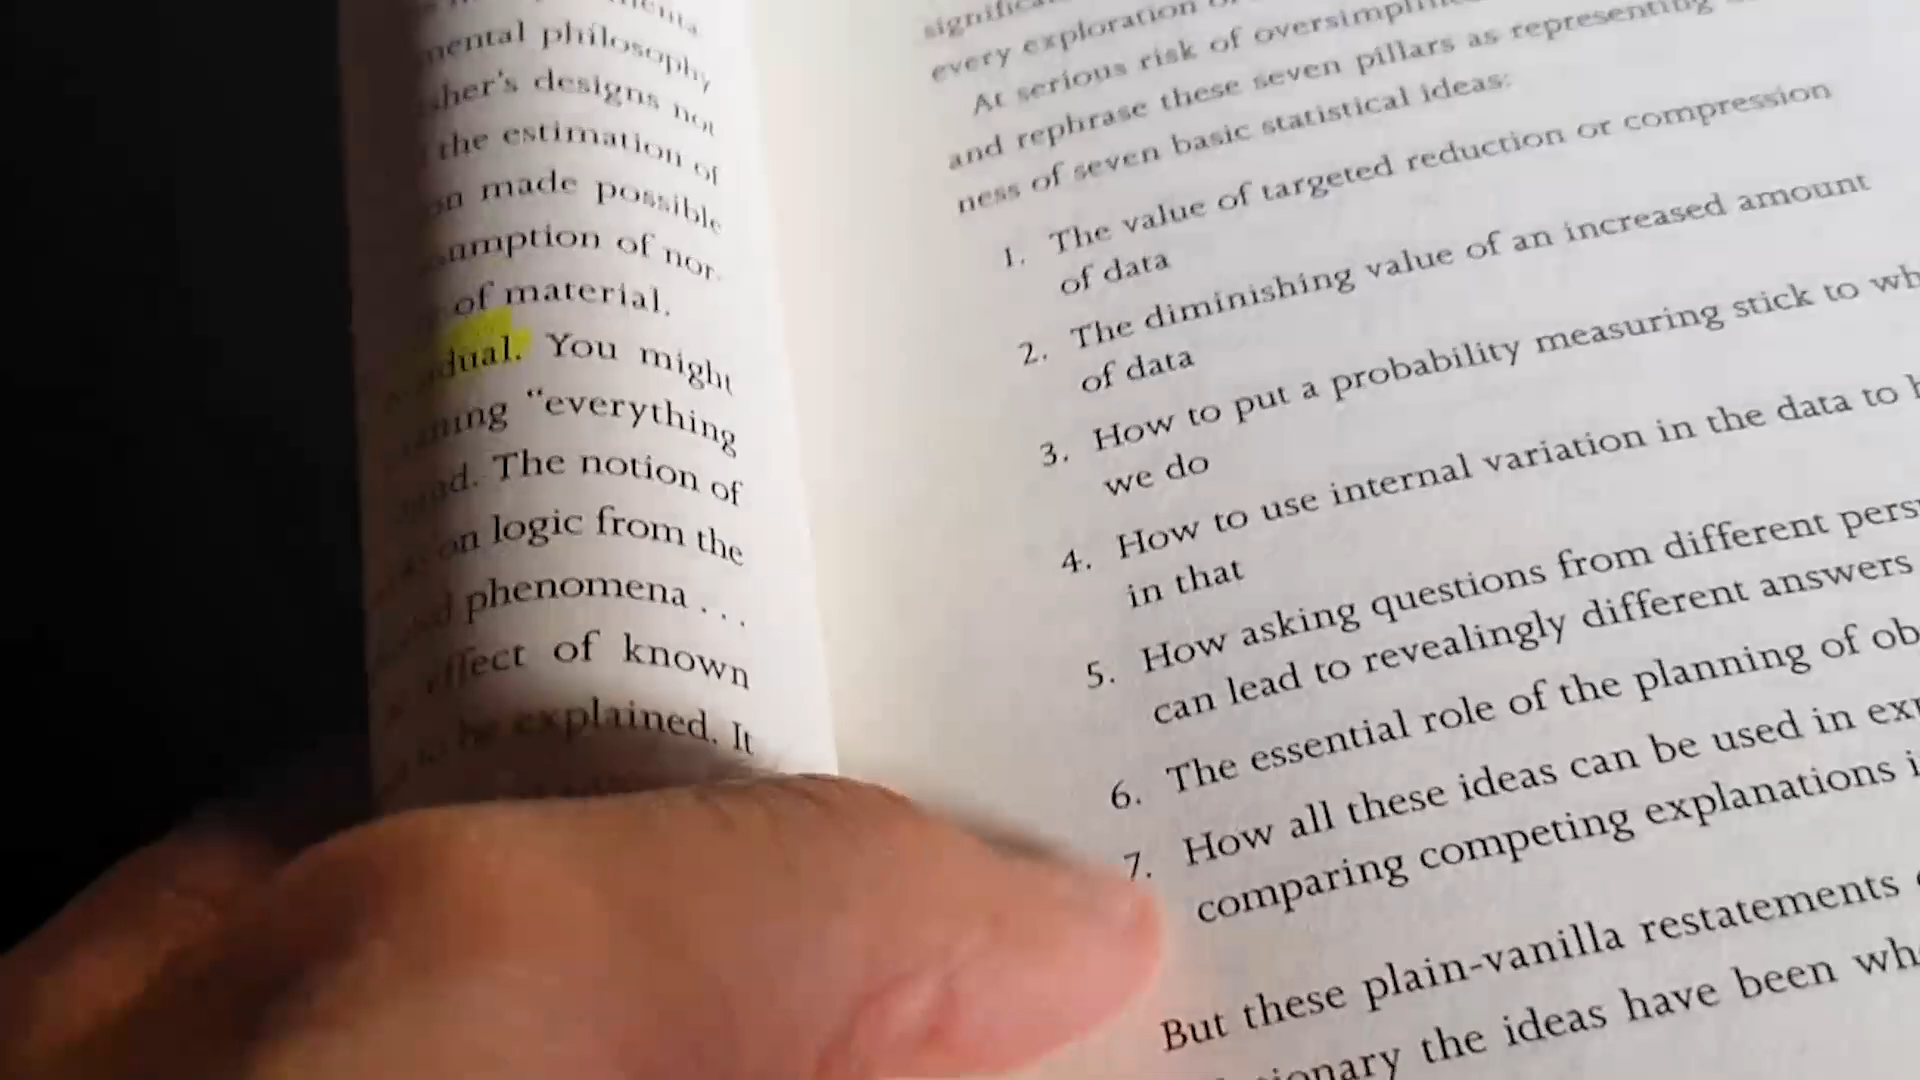 mental philosophy
sher's designs not
the estimation of
on made possible
sumption of nor-
of material.
dual. You might
"everything
The notion of
on logic from the
phenomena . . .
effect of known
to be explained. It
every exploration
At serious risk of
and rephrase these seven pillars as representing
ness of seven basic statistical ideas:
1. The value of targeted reduction or compression
of data
2. The diminishing value of an increased amount
of data
3. How to put a probability measuring stick to wh
we do
4. How to use internal variation in the data to h
in that
5. How asking questions from different pers
can lead to revealingly different answers
6. The essential role of the planning of ob
7. How all these ideas can be used in exp
comparing competing explanations i
But these plain-vanilla restatements
the ideas have been wh